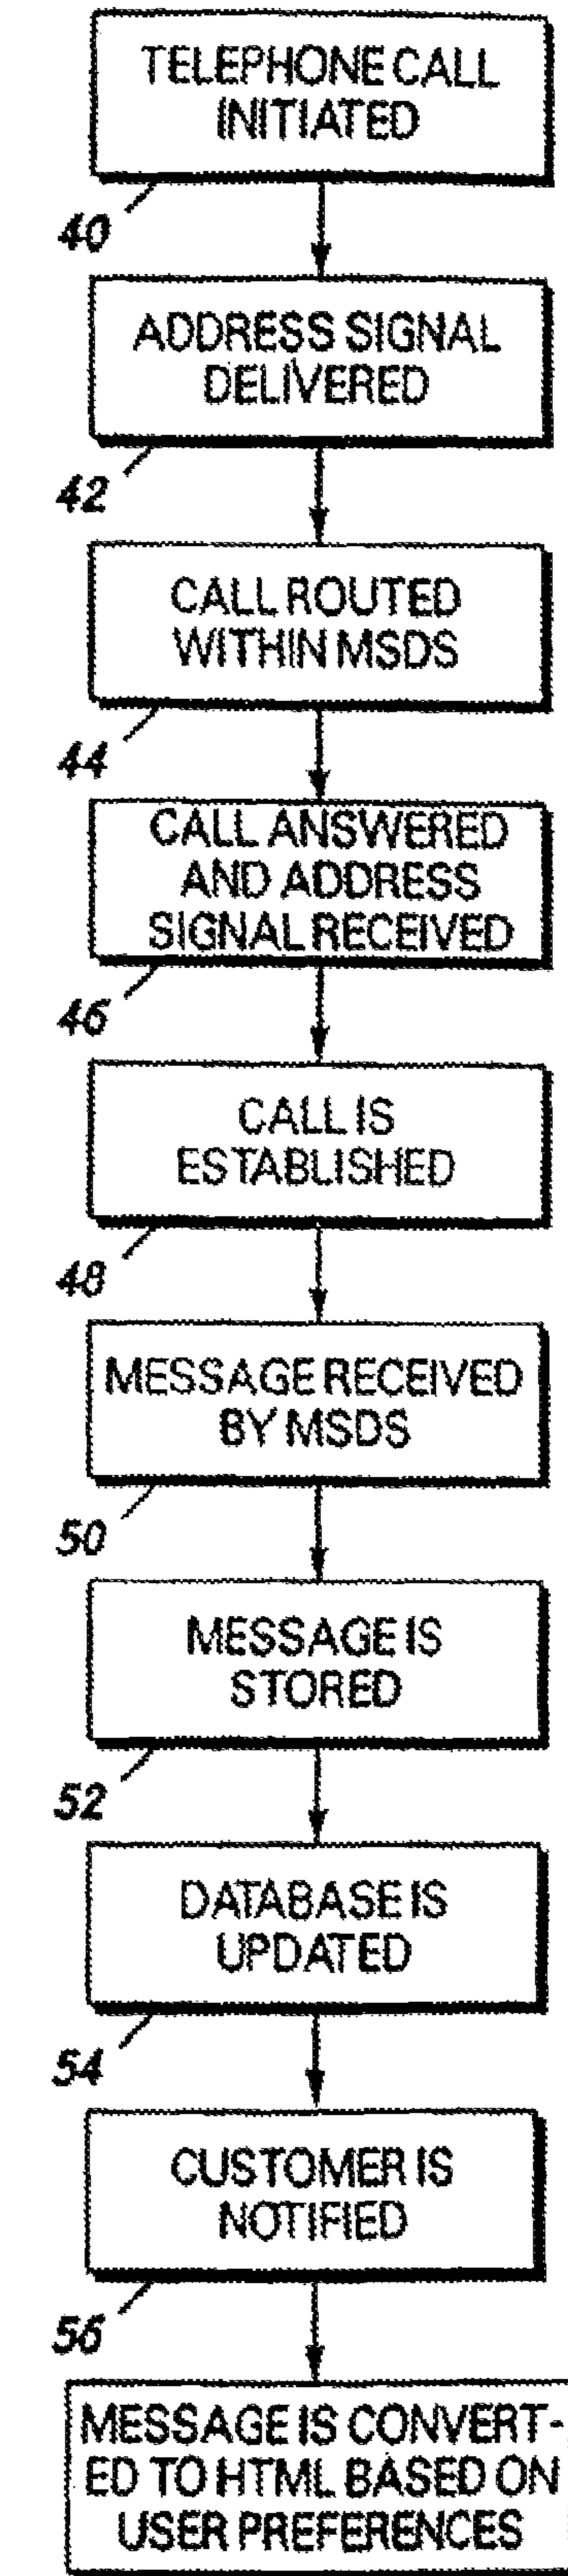 TELEPHONE CALL
INITIATED
40
ADDRESS SIGNAL
DELIVERED
42
CALL ROUTED
WITHIN MSDS
44
CALL ANSWERED
AND ADDRESS
SIGNAL RECEIVED
46
CALL IS
ESTABLISHED
48
MESSAGE RECEIVED
BY MSDS
50
MESSAGE IS
STORED
52
DATABASE IS
UPDATED
54
CUSTOMER IS
NOTIFIED
56
MESSAGE IS CONVERT-
ED TO HTML BASED ON
USER PREFERENCES